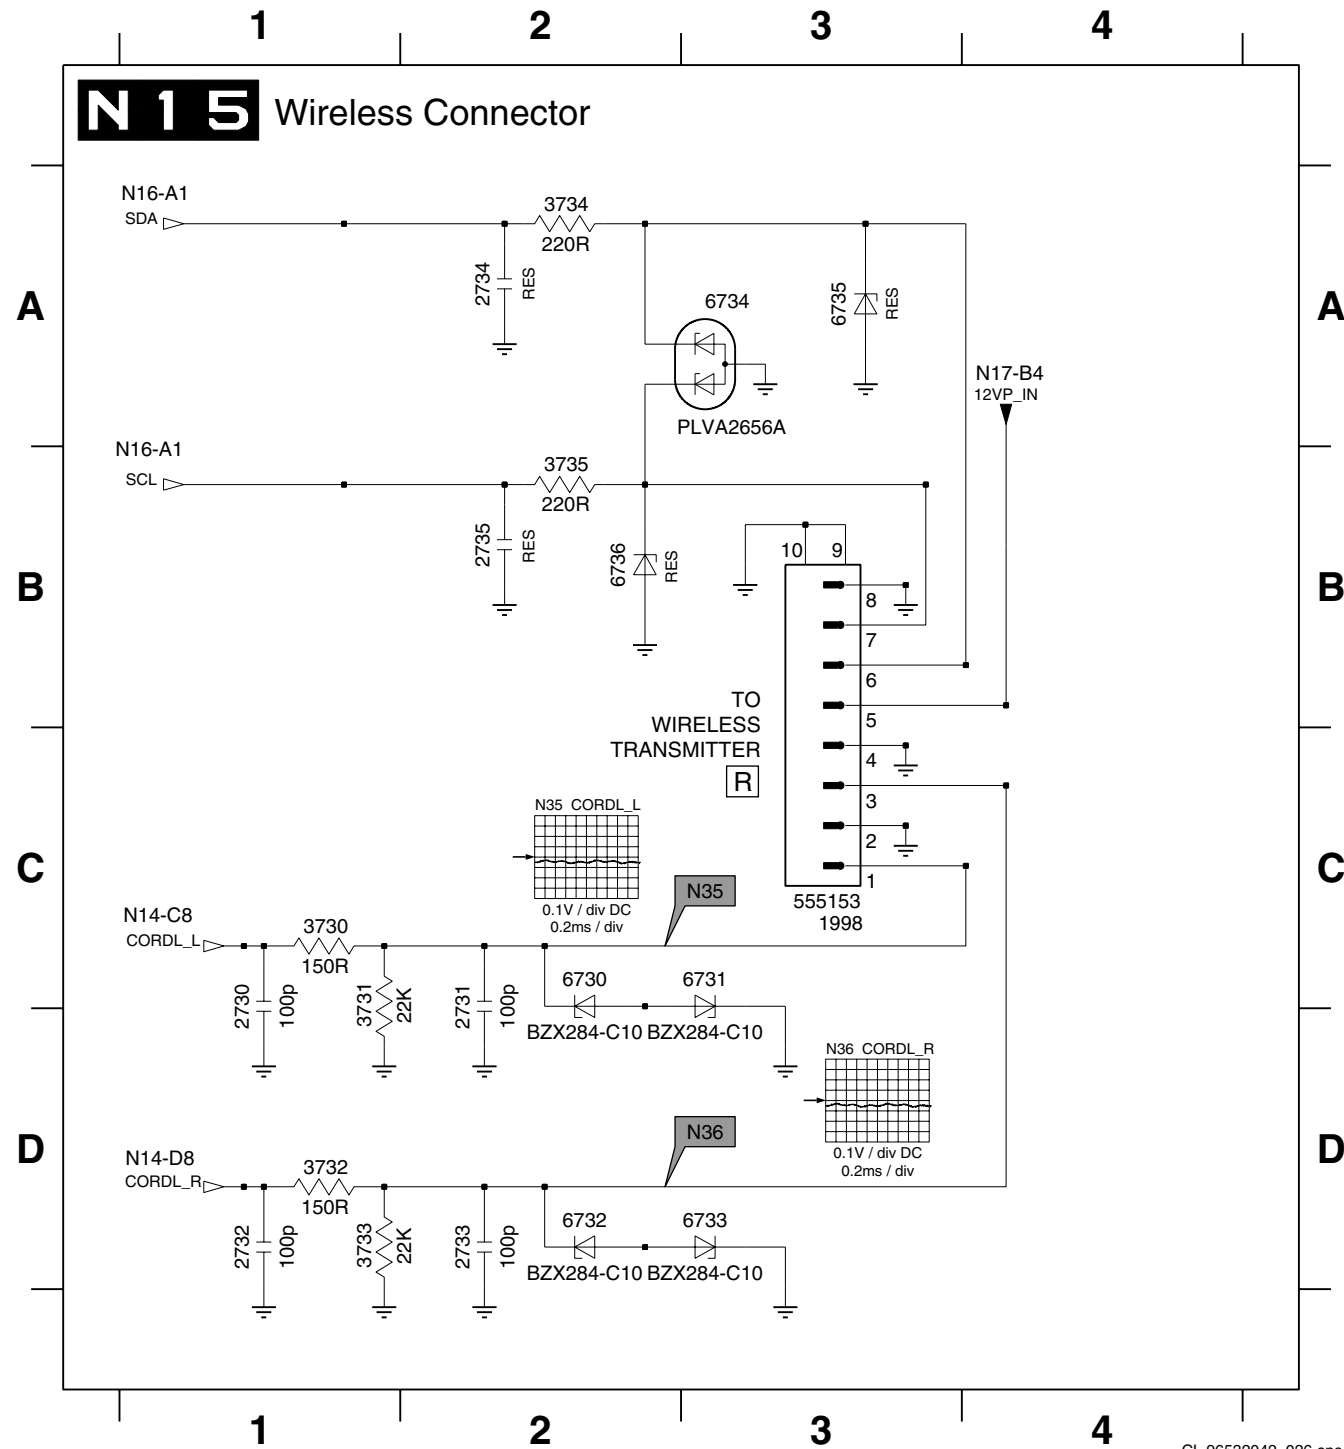 1 2 3 4
N 1 5 Wireless Connector
N16-A1
SDA
3734
220R
2734
RES
6734
PLVA2656A
6735
RES
N17-B4
12VP_IN
A A
N16-A1
SCL
3735
220R
2735
RES
6736
RES
10 9
8
7
6
5
4
3
2
1
B B
TO
WIRELESS
TRANSMITTER
R
555153
1998
N35 CORDL_L
0.1V / div DC
0.2ms / div
N35
C C
N14-C8
CORDL_L
3730
150R
2730
100p
3731
22K
2731
100p
6730
6731
BZX284-C10 BZX284-C10
N36 CORDL_R
0.1V / div DC
0.2ms / div
N36
D D
N14-D8
CORDL_R
3732
150R
2732
100p
3733
22K
2733
100p
6732
6733
BZX284-C10 BZX284-C10
1 2 3 4